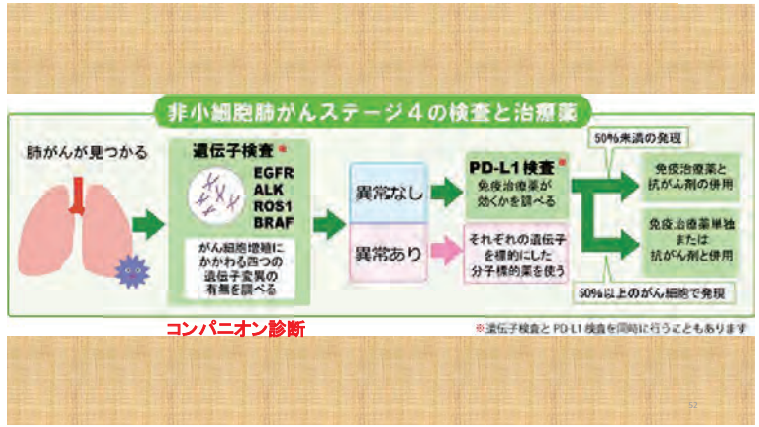 非小細胞肺がんステージ4の検査と治療薬
肺がんが見つかる
遺伝子検査※
EGFR
ALK
ROS1
BRAF
がん細胞増殖に
かかわる四つの
遺伝子変異の
有無を調べる
コンパニオン診断
異常なし
異常あり
PD-L1検査※
免疫治療薬が
効くかを調べる
それぞれの遺伝子
を標的にした
分子標的薬を使う
50%未満の発現
免疫治療薬と
抗がん剤の併用
免疫治療薬単独
または
抗がん剤と併用
50%以上のがん細胞で発現
※遺伝子検査とPD-L1検査を同時に行うこともあります
52